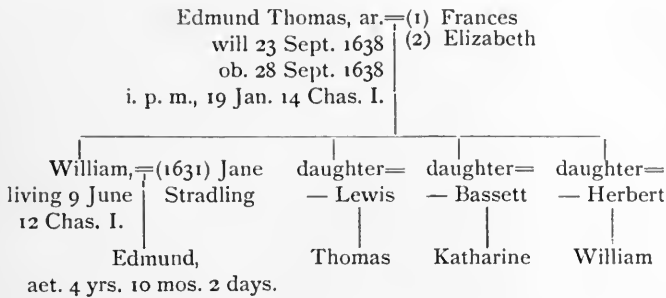 Edmund Thomas, ar.=(1) Frances
will 23 Sept. 1638 (2) Elizabeth
ob. 28 Sept. 1638
i. p. m., 19 Jan. 14 Chas. I.
William,=(1631) Jane daughter= daughter= daughter=
living 9 June Stradling — Lewis — Bassett — Herbert
12 Chas. I.
Edmund, Thomas Katharine William
aet. 4 yrs. 10 mos. 2 days.